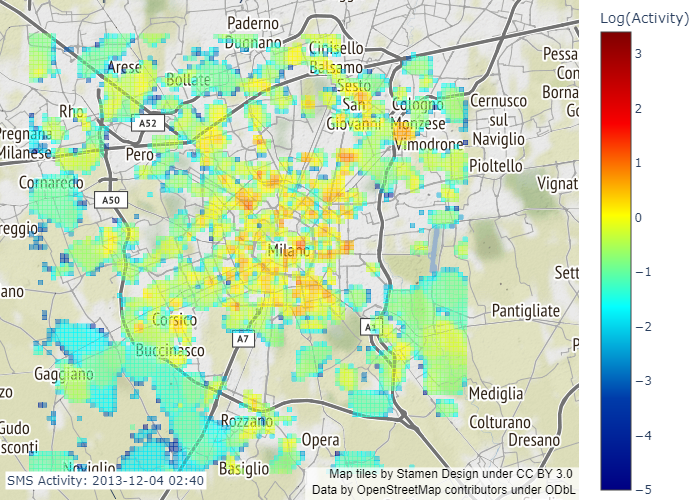 Log(Activity)
Paderno
Dugnano
Cinisello
Balsamo
Arese
Bollate
Sesto
San
Giovanni
Cologno
Monzese
Cernusco
sul
Naviglio
Pessa
Con
Borna
Go
Rho
A52
Pregnana
Milanese
Pero
Vimodrone
Pioltello
Cornaredo
A50
Vignat
reggio
Milano
Sett
ano
Pantigliate
Corsico
A7
A1
Buccinasco
P
Gaggiano
zo
Mediglia
Rozzano
Colturano
Gudo
Dresano
sconti
Opera
Noviglio
Basiglio
3
2
1
0
−1
−2
−3
−4
−5
SMS Activity: 2013-12-04 02:40
Map tiles by Stamen Design under CC BY 3.0
Data by OpenStreetMap contributors under ODbL